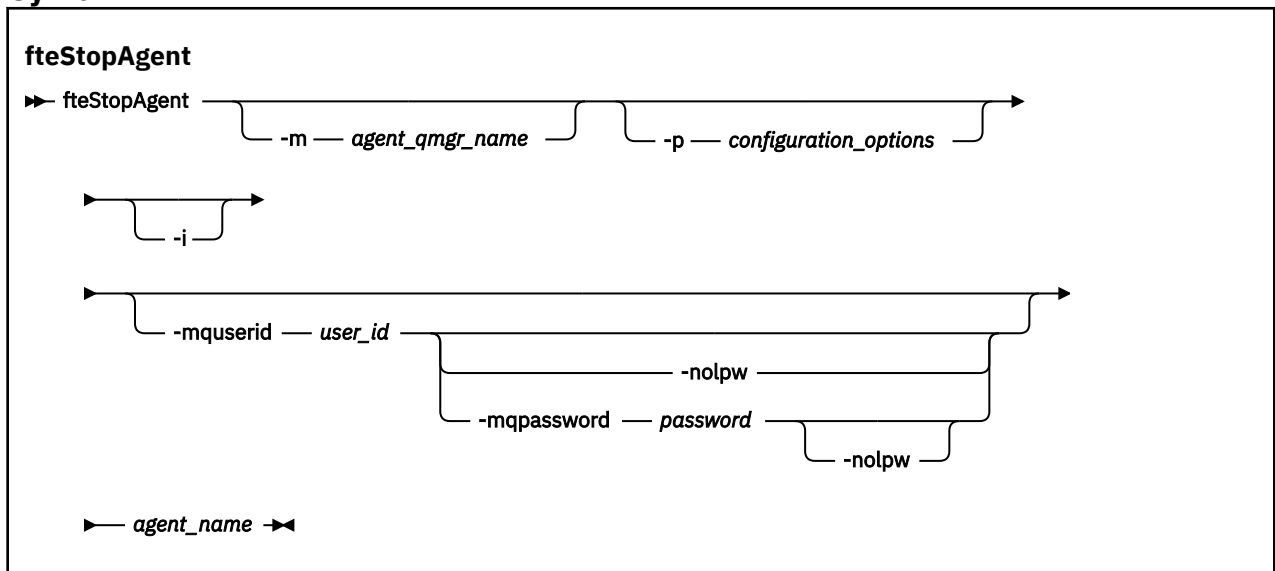 fteStopAgent
fteStopAgent -m agent_qmgr_name -p configuration_options
-i
-mquserid user_id -nolpw
-mqpassword password -nolpw
agent_name